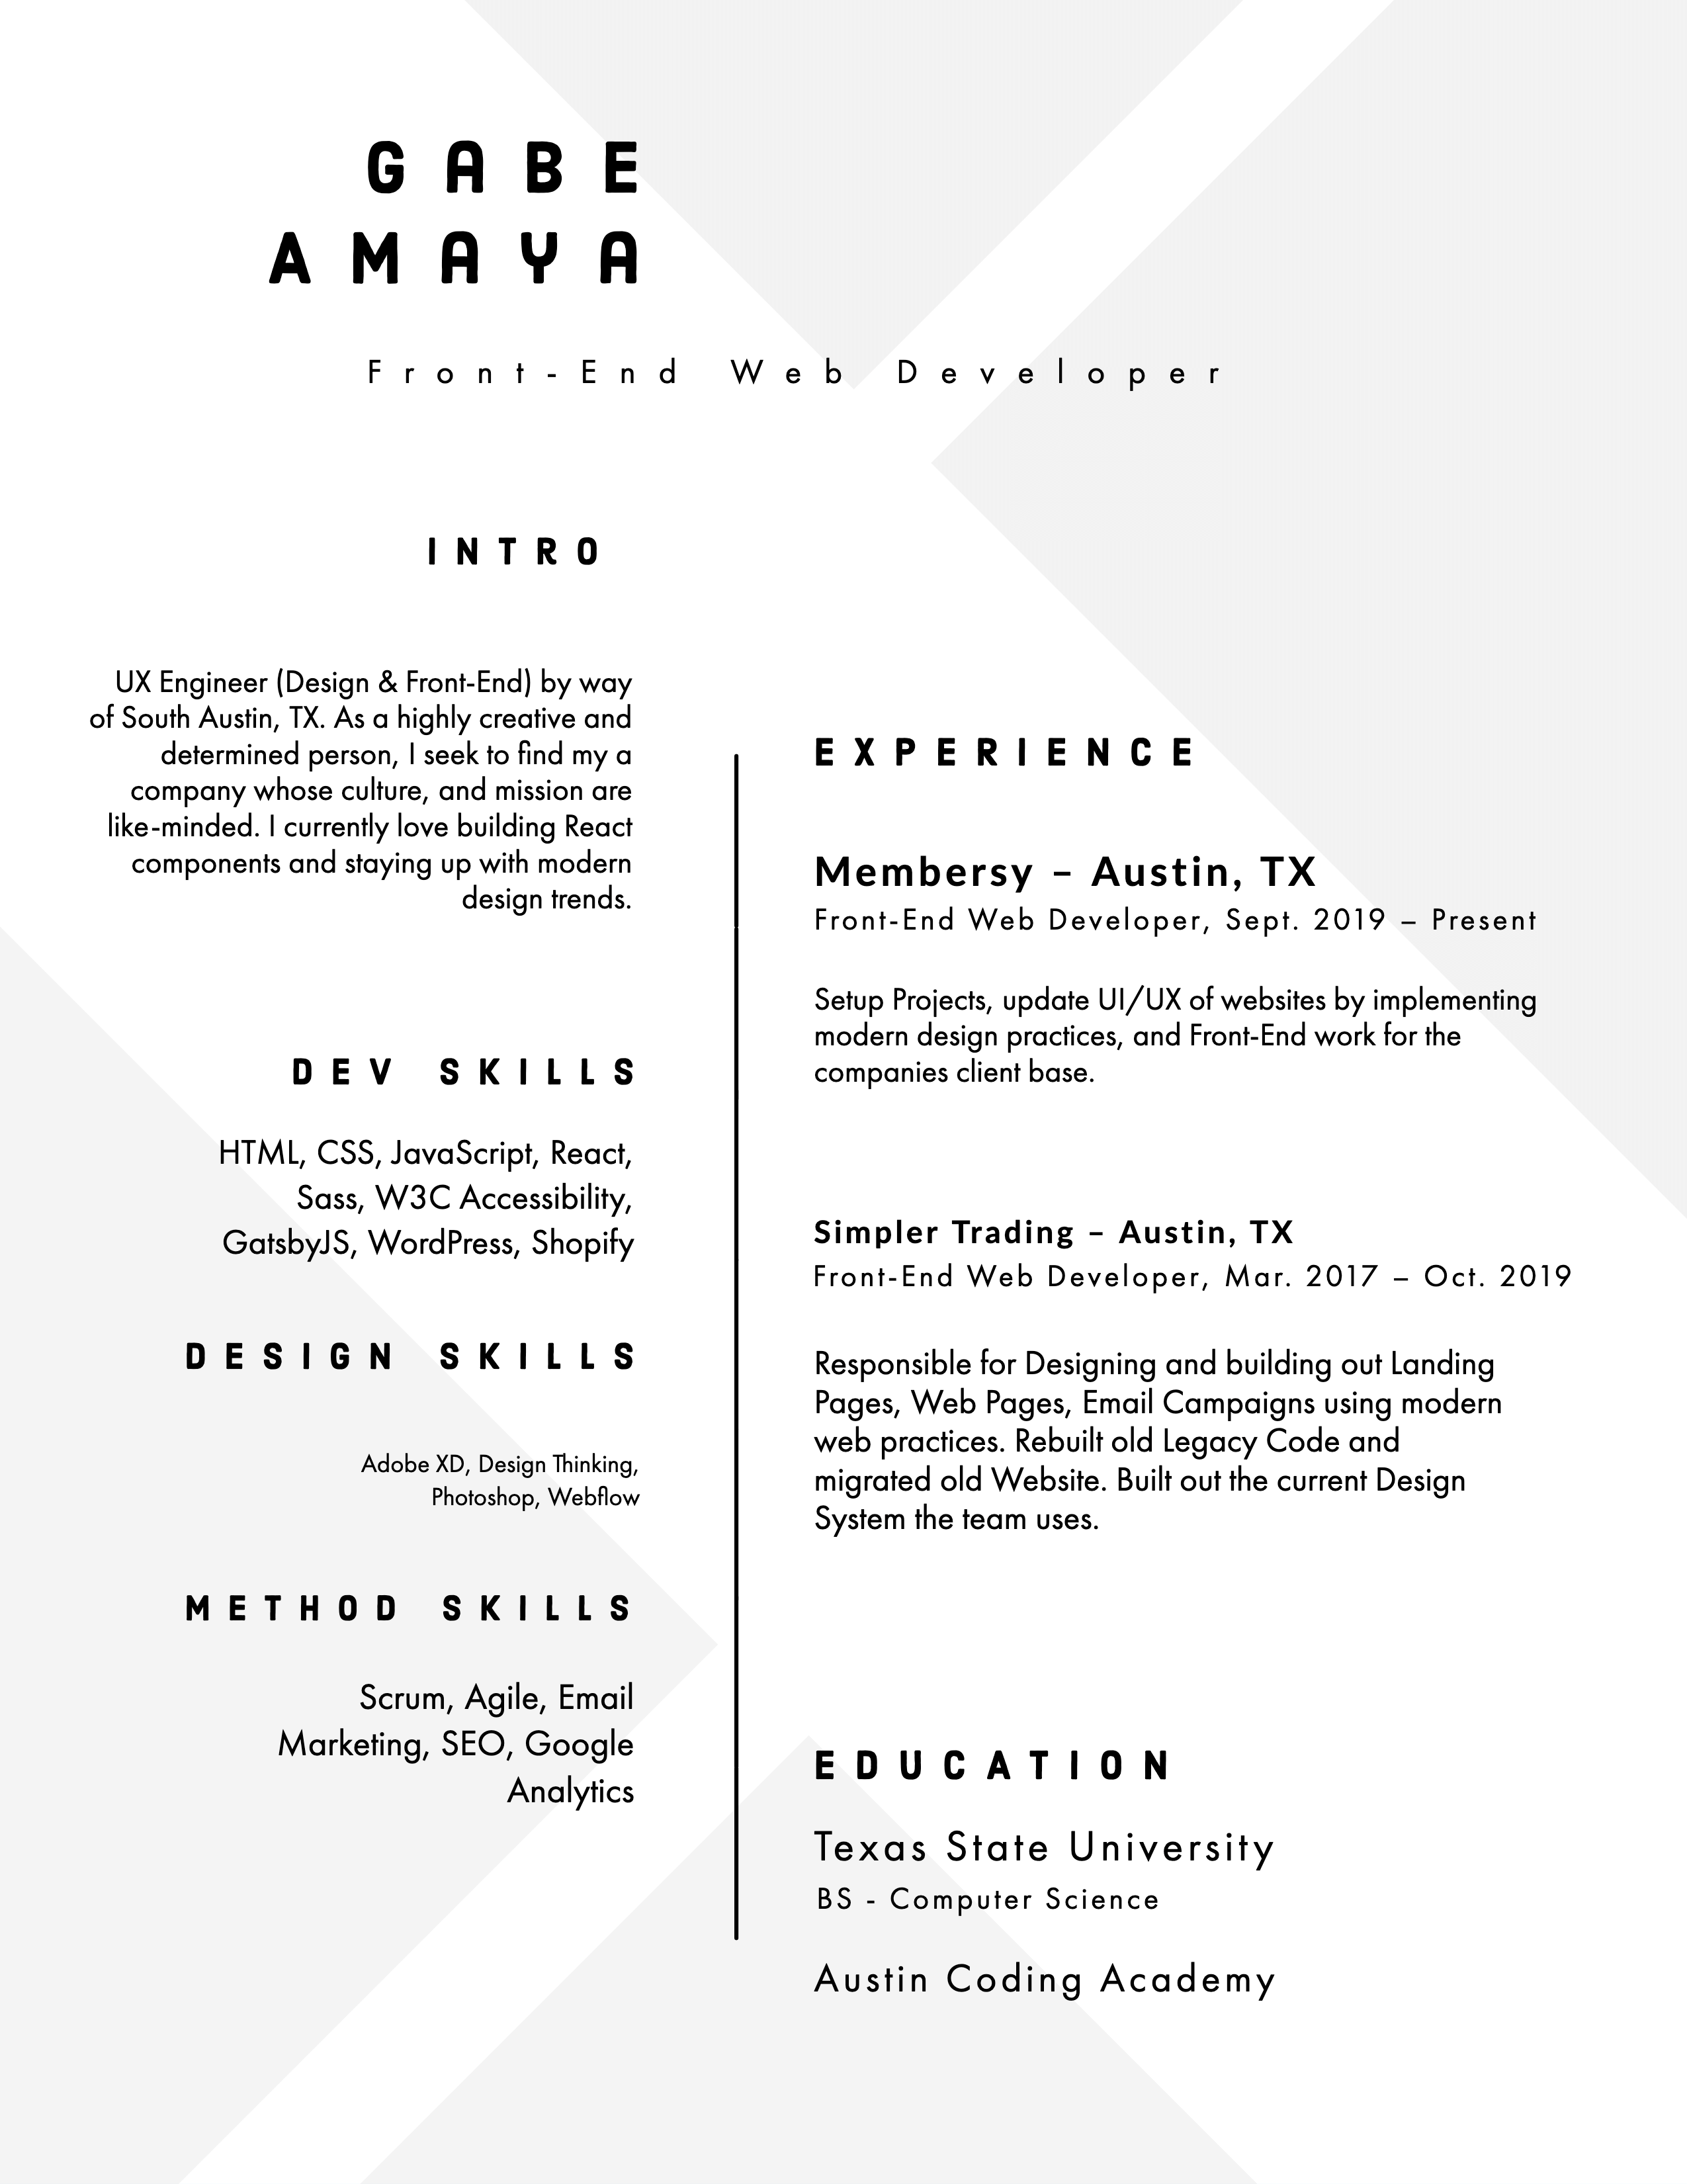 GABE
AMAYA
Front-End Web Developer
INTRO
UX Engineer (Design & Front-End) by way
of South Austin, TX. As a highly creative and
determined person, I seek to find my a
company whose culture, and mission are
like-minded. I currently love building React
components and staying up with modern
design trends.
DEV SKILLS
HTML, CSS, JavaScript, React,
Sass, W3C Accessibility,
GatsbyJS, WordPress, Shopify
DESIGN SKILLS
Adobe XD, Design Thinking,
Photoshop, Webflow
METHOD SKILLS
Scrum, Agile, Email
Marketing, SEO, Google
Analytics
EXPERIENCE
Membersy – Austin, TX
Front-End Web Developer, Sept. 2019 – Present
Setup Projects, update UI/UX of websites by implementing
modern design practices, and Front-End work for the
companies client base.
Simpler Trading – Austin, TX
Front-End Web Developer, Mar. 2017 – Oct. 2019
Responsible for Designing and building out Landing
Pages, Web Pages, Email Campaigns using modern
web practices. Rebuilt old Legacy Code and
migrated old Website. Built out the current Design
System the team uses.
EDUCATION
Texas State University
BS - Computer Science
Austin Coding Academy